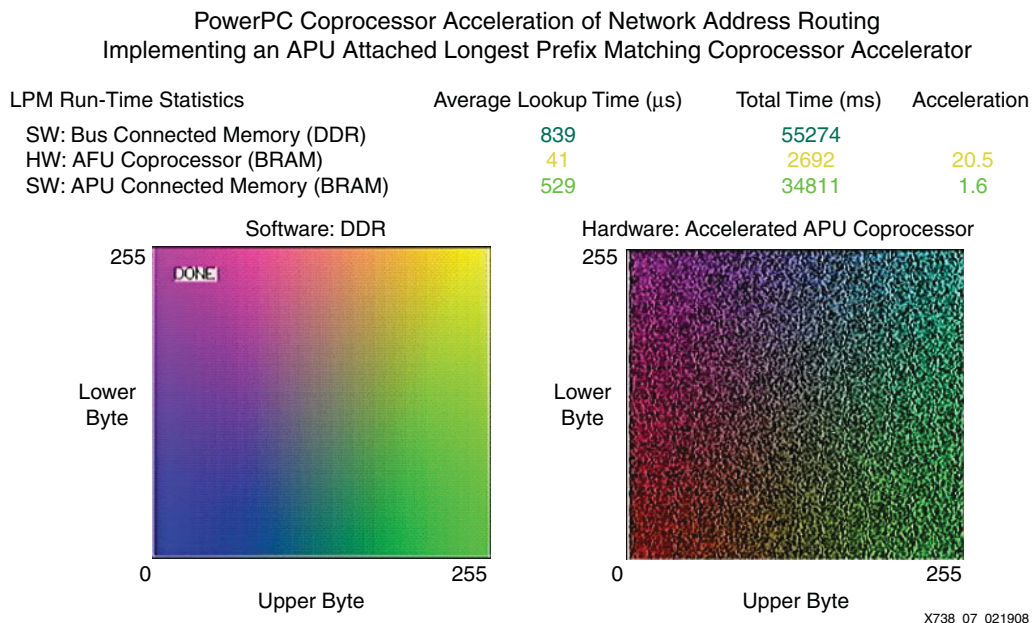 PowerPC Coprocessor Acceleration of Network Address Routing
Implementing an APU Attached Longest Prefix Matching Coprocessor Accelerator
LPM Run-Time Statistics Average Lookup Time (μs) Total Time (ms) Acceleration
SW: Bus Connected Memory (DDR) 839 55274
HW: AFU Coprocessor (BRAM) 41 2692 20.5
SW: APU Connected Memory (BRAM) 529 34811 1.6
Software: DDR Hardware: Accelerated APU Coprocessor
255 255
DONE
Lower Lower
Byte Byte
0 255 0 255
Upper Byte Upper Byte
X738_07_021908